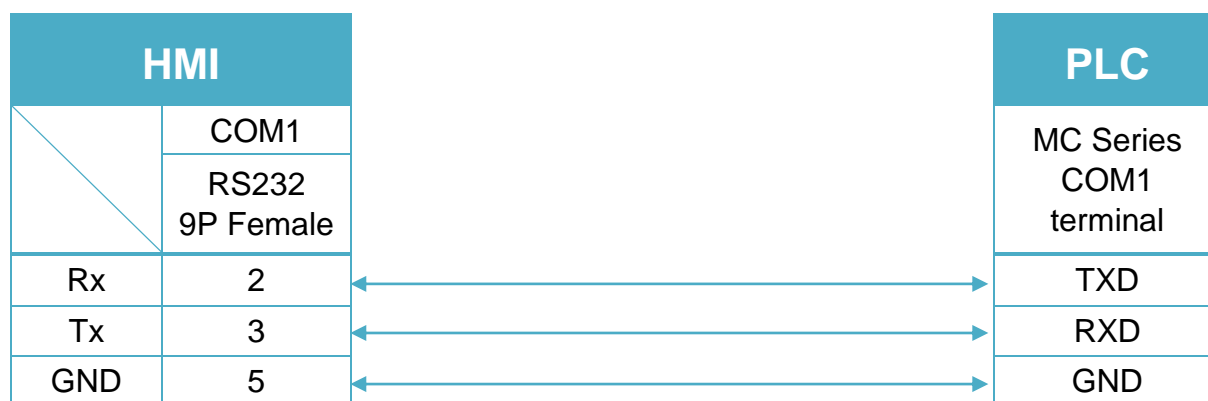 HMI
PLC
COM1
RS232
9P Female
MC Series
COM1
terminal
Rx 2 TXD
Tx 3 RXD
GND 5 GND